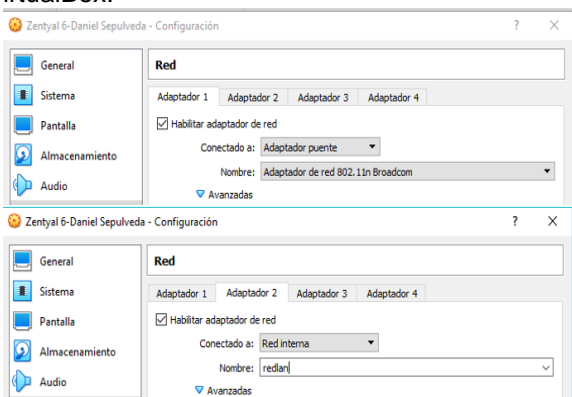 Zentyal 6-Daniel Sepulveda - Configuración ? X
General
Sistema
Pantalla
Almacenamiento
Audio
Red
Adaptador 1 Adaptador 2 Adaptador 3 Adaptador 4
Habilitar adaptador de red
Conectado a: Adaptador puente
Nombre: Adaptador de red 802.11n Broadcom
Avanzadas
Zentyal 6-Daniel Sepulveda - Configuración ? X
General
Sistema
Pantalla
Almacenamiento
Audio
Red
Adaptador 1 Adaptador 2 Adaptador 3 Adaptador 4
Habilitar adaptador de red
Conectado a: Red interna
Nombre: redlan
Avanzadas